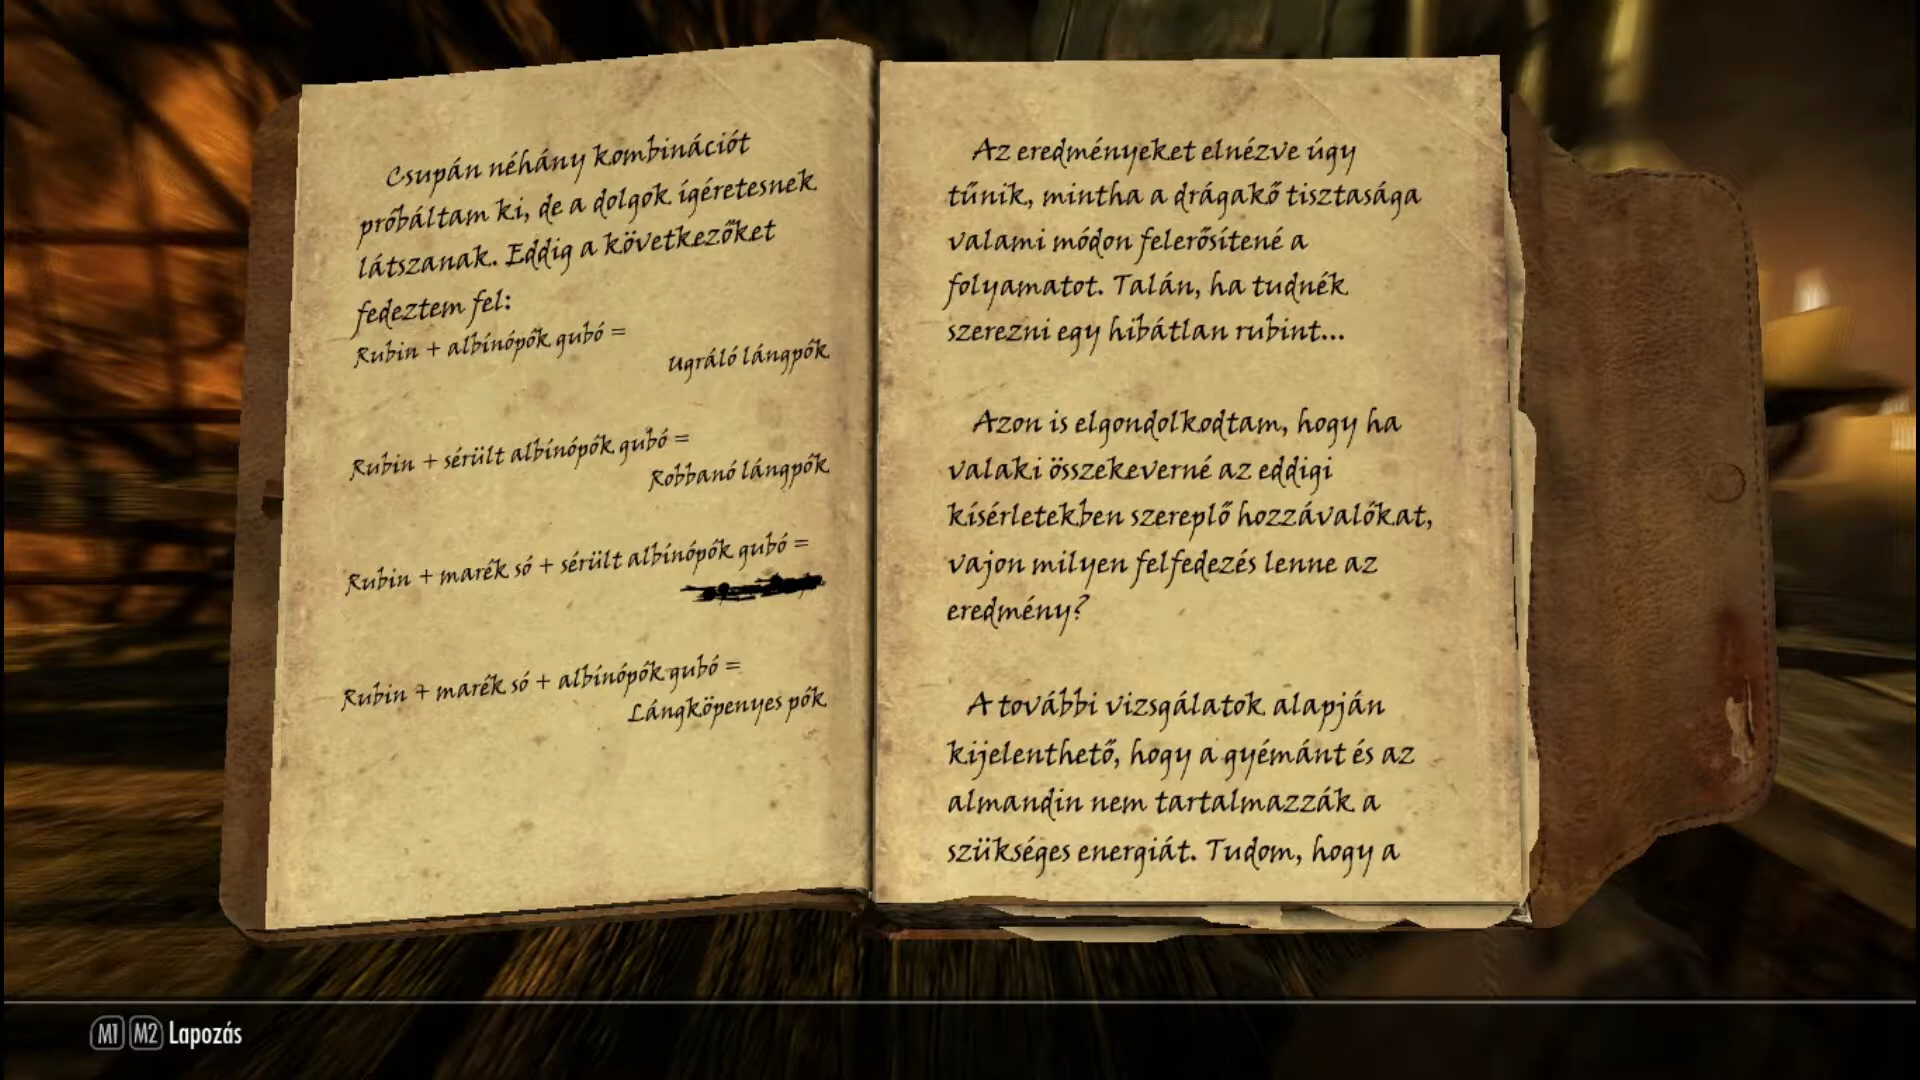 Csupán néhány kombinációt
próbáltam ki, de a dolgok ígéretesnek
látszanak. Eddig a következőket
fedeztem fel:
Rubin + albínópók gubó =
Ugráló lángpók
Rubin + sérült albínópók gubó =
Robbanó lángpók
Rubin + marék só + sérült albínópók gubó =
Rubin + marék só + albínópók gubó =
Lángköpenyes pók
Az eredményeket elnézve úgy
tűnik, mintha a drágakő tisztasága
valami módon felerősítené a
folyamatot. Talán, ha tudnék
szerezni egy hibátlan rubint...
Azon is elgondolkodtam, hogy ha
valaki összekeverné az eddigi
kísérletekben szereplő hozzávalókat,
vajon milyen felfedezés lenne az
eredmény?
A további vizsgálatok alapján
kijelenthető, hogy a gyémánt és az
almandin nem tartalmazzák a
szükséges energiát. Tudom, hogy a
M1 M2 Lapozás